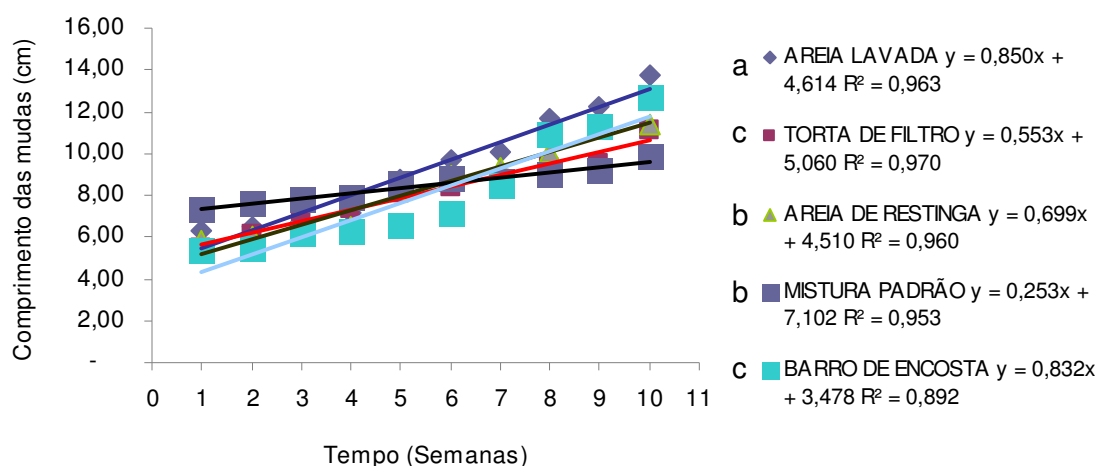 Comprimento das mudas (cm)
16,00
14,00
12,00
10,00
8,00
6,00
4,00
2,00
-
0 1 2 3 4 5 6 7 8 9 10 11
Tempo (Semanas)
a AREIA LAVADA y = 0,850x +
4,614 R² = 0,963
c TORTA DE FILTRO y = 0,553x +
5,060 R² = 0,970
b AREIA DE RESTINGA y = 0,699x
+ 4,510 R² = 0,960
b MISTURA PADRÃO y = 0,253x +
7,102 R² = 0,953
c BARRO DE ENCOSTA y = 0,832x
+ 3,478 R² = 0,892